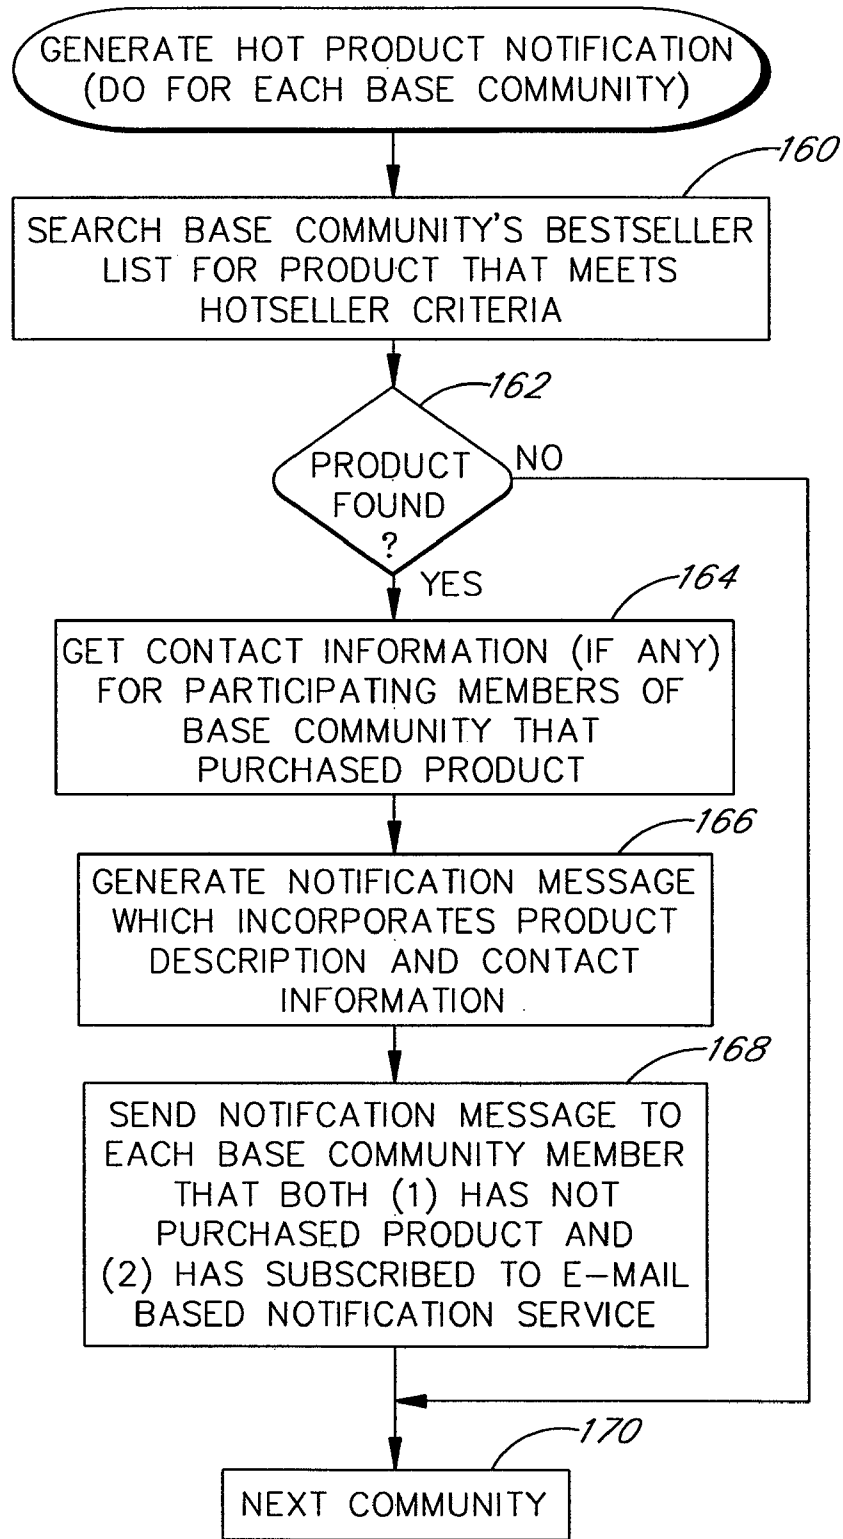 GENERATE HOT PRODUCT NOTIFICATION
(DO FOR EACH BASE COMMUNITY)
160
SEARCH BASE COMMUNITY'S BESTSELLER
LIST FOR PRODUCT THAT MEETS
HOTSELLER CRITERIA
162
PRODUCT
FOUND
?
NO
YES
164
GET CONTACT INFORMATION (IF ANY)
FOR PARTICIPATING MEMBERS OF
BASE COMMUNITY THAT
PURCHASED PRODUCT
166
GENERATE NOTIFICATION MESSAGE
WHICH INCORPORATES PRODUCT
DESCRIPTION AND CONTACT
INFORMATION
168
SEND NOTIFCATION MESSAGE TO
EACH BASE COMMUNITY MEMBER
THAT BOTH (1) HAS NOT
PURCHASED PRODUCT AND
(2) HAS SUBSCRIBED TO E-MAIL
BASED NOTIFICATION SERVICE
170
NEXT COMMUNITY